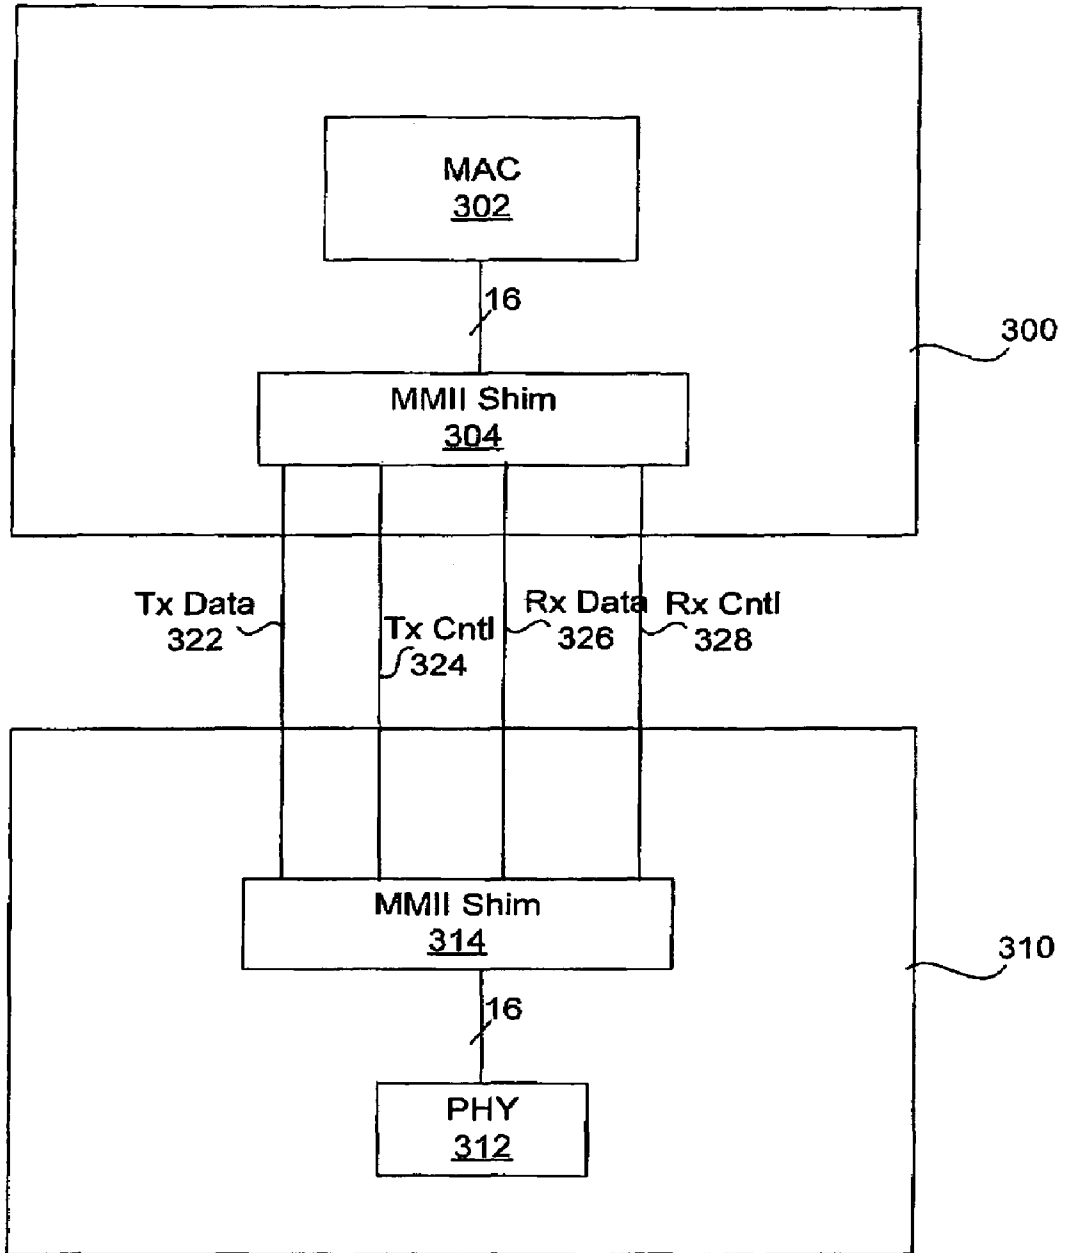 MAC
302
16
300
MMII Shim
304
Tx Data
322
Tx Cntl
324
Rx Data
326
Rx Cntl
328
MMII Shim
314
310
16
PHY
312